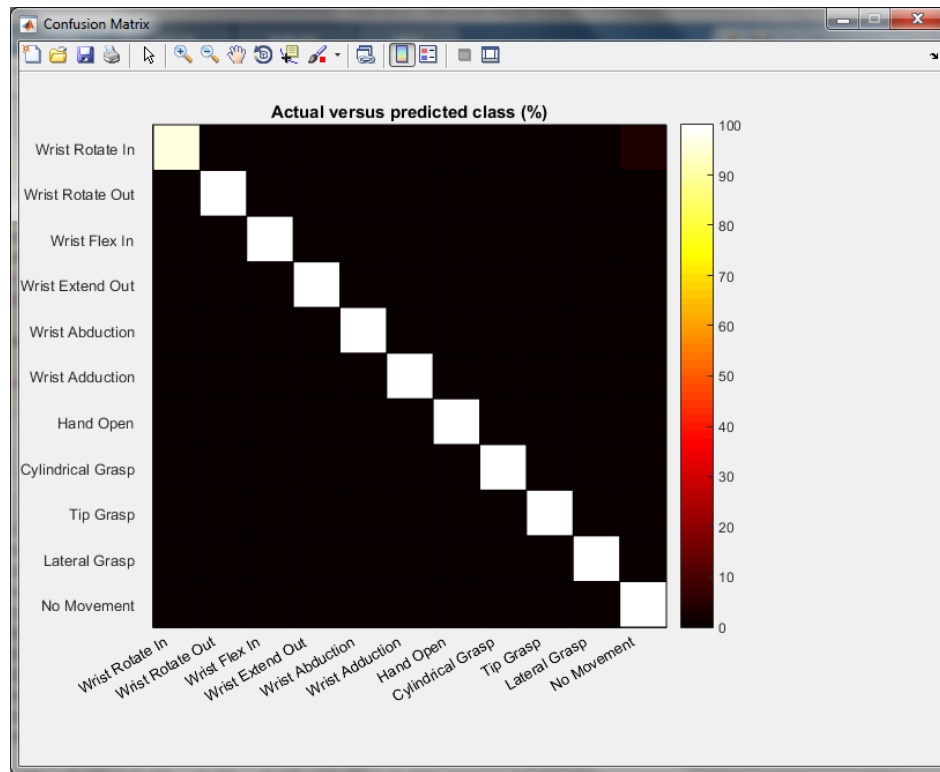 Confusion Matrix
Actual versus predicted class (%)
Wrist Rotate In
Wrist Rotate Out
Wrist Flex In
Wrist Extend Out
Wrist Abduction
Wrist Adduction
Hand Open
Cylindrical Grasp
Tip Grasp
Lateral Grasp
No Movement
100
90
80
70
60
50
40
30
20
10
0
Wrist Rotate In
Wrist Rotate Out
Wrist Flex In
Wrist Extend Out
Wrist Abduction
Wrist Adduction
Hand Open
Cylindrical Grasp
Tip Grasp
Lateral Grasp
No Movement